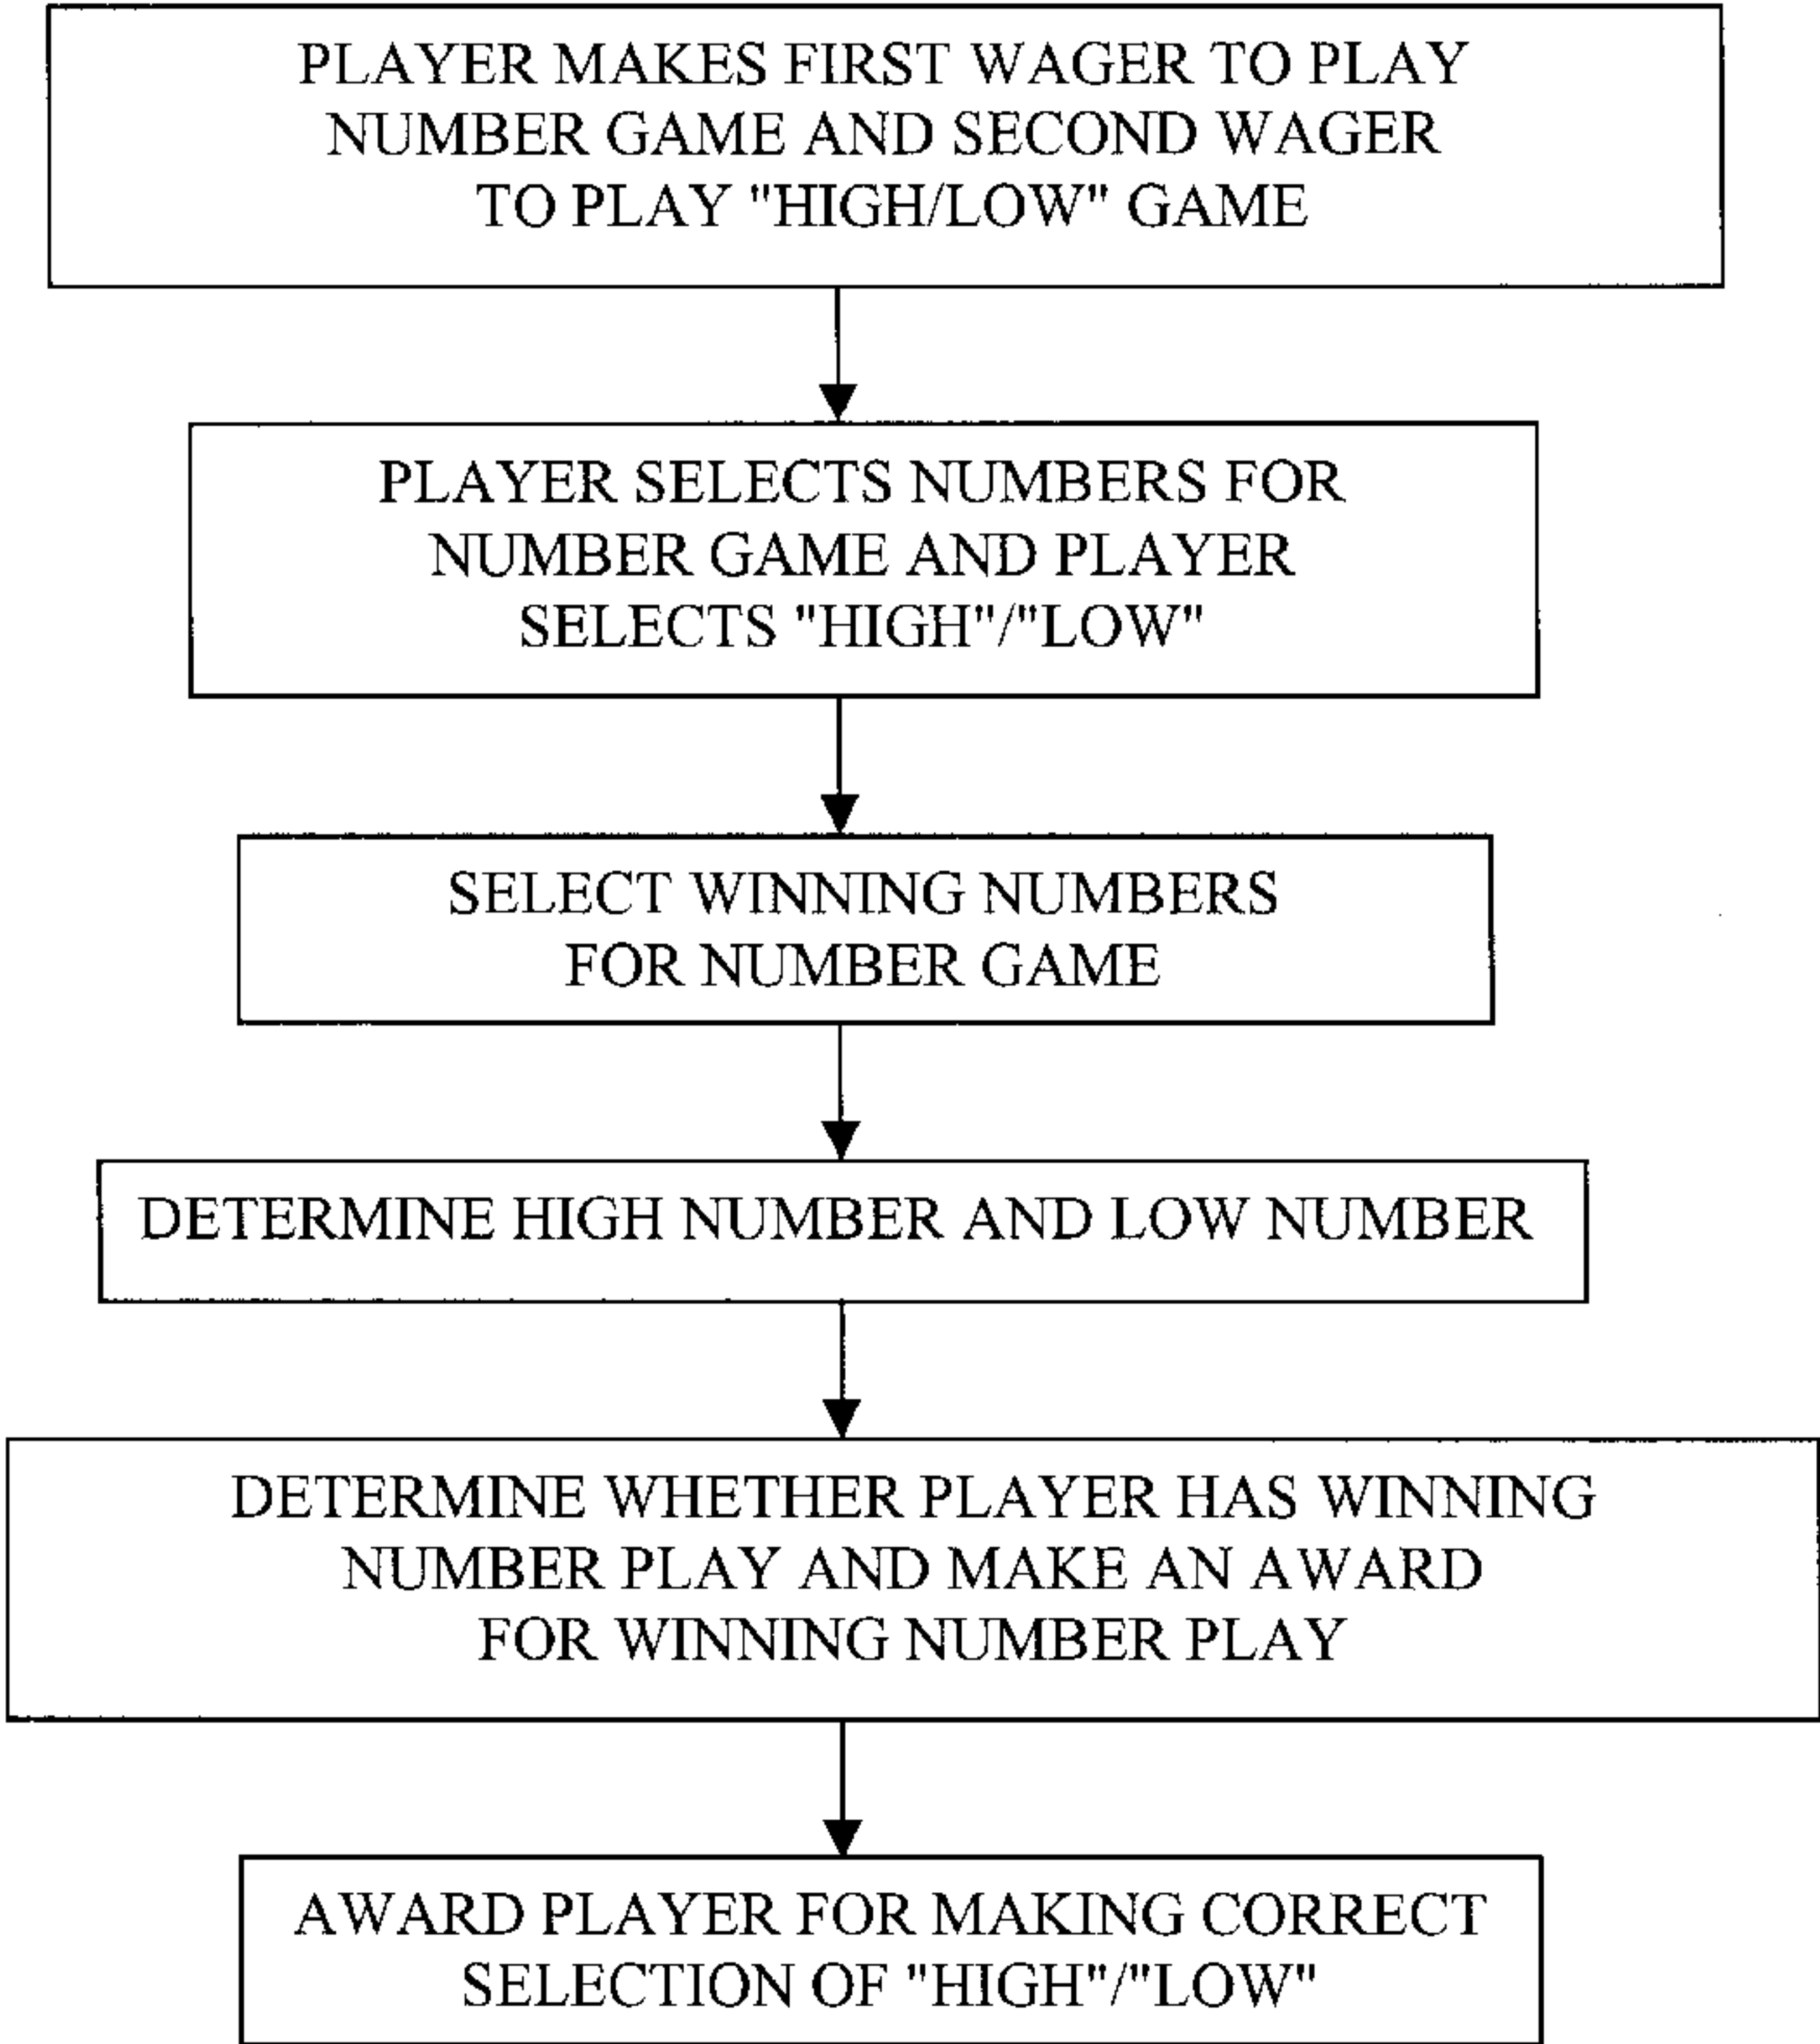 PLAYER MAKES FIRST WAGER TO PLAY
NUMBER GAME AND SECOND WAGER
TO PLAY "HIGH/LOW" GAME
PLAYER SELECTS NUMBERS FOR
NUMBER GAME AND PLAYER
SELECTS "HIGH"/"LOW"
SELECT WINNING NUMBERS
FOR NUMBER GAME
DETERMINE HIGH NUMBER AND LOW NUMBER
DETERMINE WHETHER PLAYER HAS WINNING
NUMBER PLAY AND MAKE AN AWARD
FOR WINNING NUMBER PLAY
AWARD PLAYER FOR MAKING CORRECT
SELECTION OF "HIGH"/"LOW"